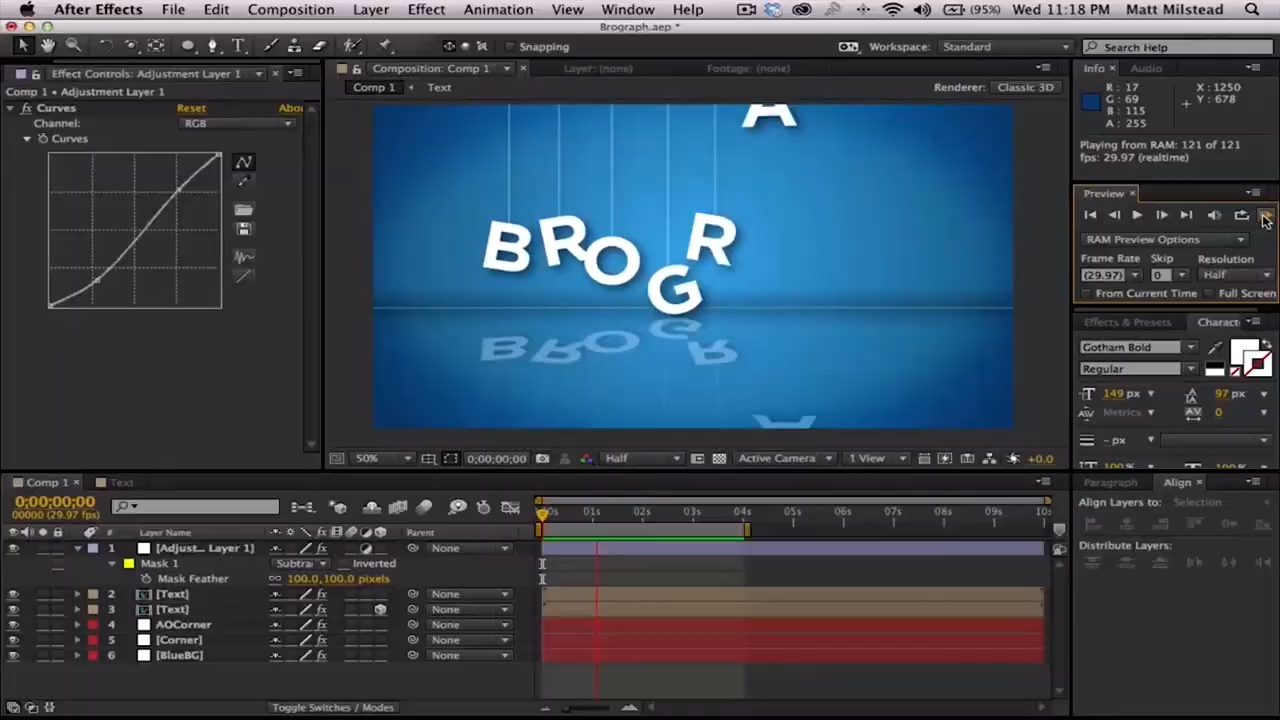 After Effects File Edit Composition Layer Effect Animation View Window Help (95%) Wed 11:18 PM Matt Milstead
Brograph.aep *
Snapping Workspace: Standard Search Help
Effect Controls: Adjustment Layer 1
Comp 1 • Adjustment Layer 1
fx Curves Reset Abou
Channel: RGB
Curves
Composition: Comp 1 Layer: (none) Footage: (none)
Comp 1 Text Renderer: Classic 3D
A
BROGR
BROGR
A
50% 0;00;00;00 Half Active Camera 1 View +0.0
Info Audio
R : 17 X : 1250
G : 69 Y : 678
B : 115
A : 255
Playing from RAM: 121 of 121
fps: 29.97 (realtime)
Preview
RAM Preview Options
Frame Rate Skip Resolution
(29.97) 0 Half
From Current Time Full Screen
Effects & Presets Charact
Gotham Bold
Regular
149 px 97 px
Metrics 0
- px
Paragraph Align
Align Layers to: Selection
Distribute Layers:
Comp 1 Text
0;00;00;00
00000 (29.97 fps)
01s 02s 03s 04s 05s 06s 07s 08s 09s 10s
# Layer Name Parent
1 [Adjust... Layer 1] None
Mask 1 Subtra Inverted
Mask Feather 100.0,100.0 pixels
2 [Text] None
3 [Text] None
4 AOCorner None
5 [Corner] None
6 [BlueBG] None
Toggle Switches / Modes